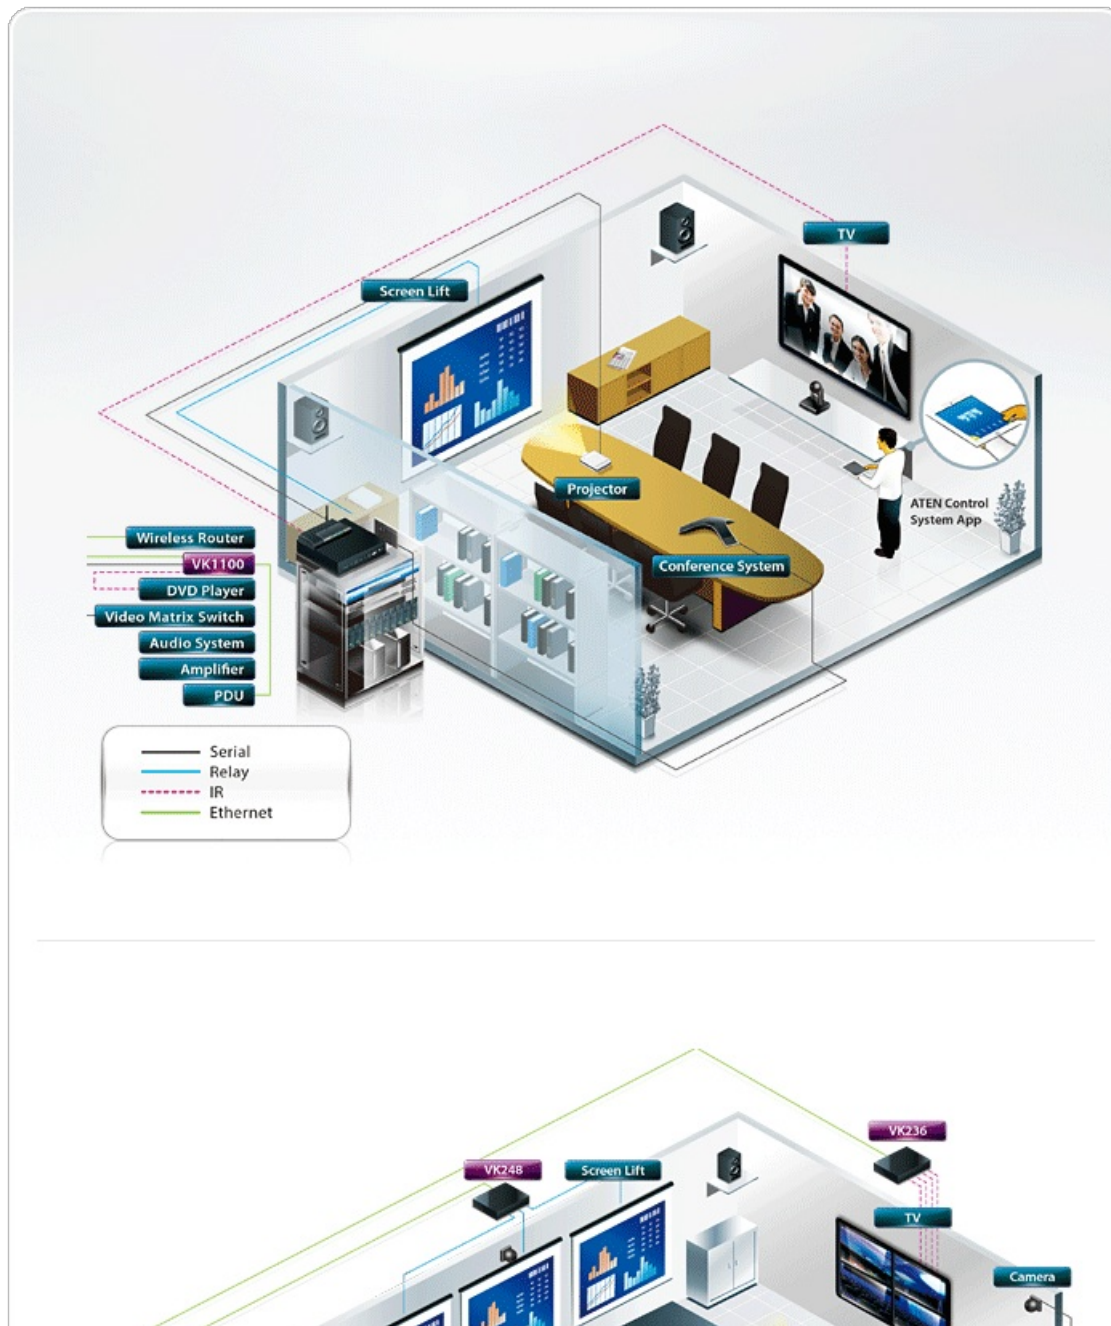 TV
Screen Lift
Projector
ATEN Control
System App
Conference System
Wireless Router
VK1100
DVD Player
Video Matrix Switch
Audio System
Amplifier
PDU
Serial
Relay
IR
Ethernet
VK236
VK248
Screen Lift
TV
Camera